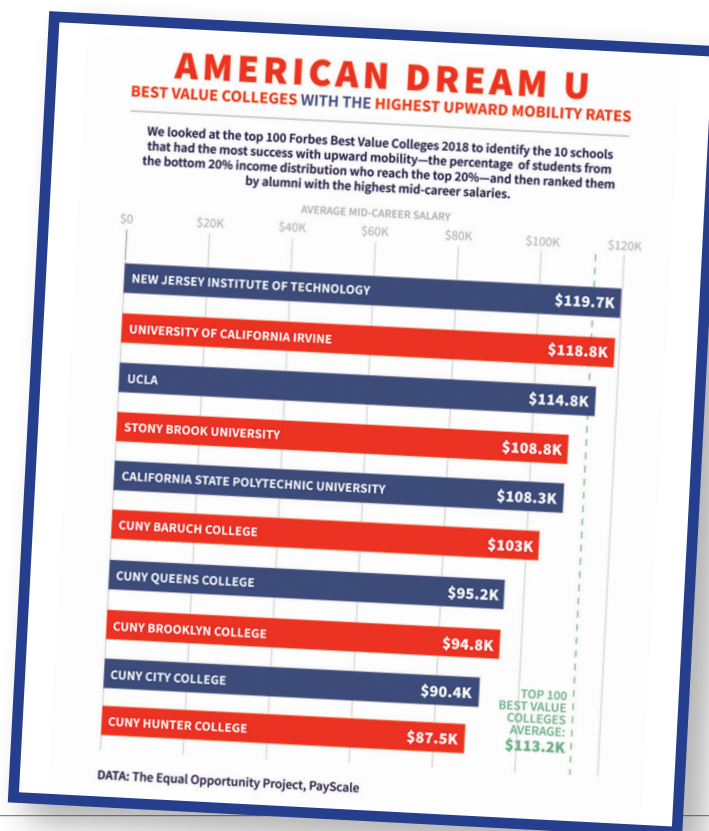 AMERICAN DREAM U
BEST VALUE COLLEGES WITH THE HIGHEST UPWARD MOBILITY RATES
We looked at the top 100 Forbes Best Value Colleges 2018 to identify the 10 schools
that had the most success with upward mobility—the percentage of students from
the bottom 20% income distribution who reach the top 20%—and then ranked them
by alumni with the highest mid-career salaries.
AVERAGE MID-CAREER SALARY
$0 $20K $40K $60K $80K $100K $120K
NEW JERSEY INSTITUTE OF TECHNOLOGY $119.7K
UNIVERSITY OF CALIFORNIA IRVINE $118.8K
UCLA $114.8K
STONY BROOK UNIVERSITY $108.8K
CALIFORNIA STATE POLYTECHNIC UNIVERSITY $108.3K
CUNY BARUCH COLLEGE $103K
CUNY QUEENS COLLEGE $95.2K
CUNY BROOKLYN COLLEGE $94.8K
CUNY CITY COLLEGE $90.4K
CUNY HUNTER COLLEGE $87.5K
TOP 100
BEST VALUE
COLLEGES
AVERAGE:
$113.2K
DATA: The Equal Opportunity Project, PayScale